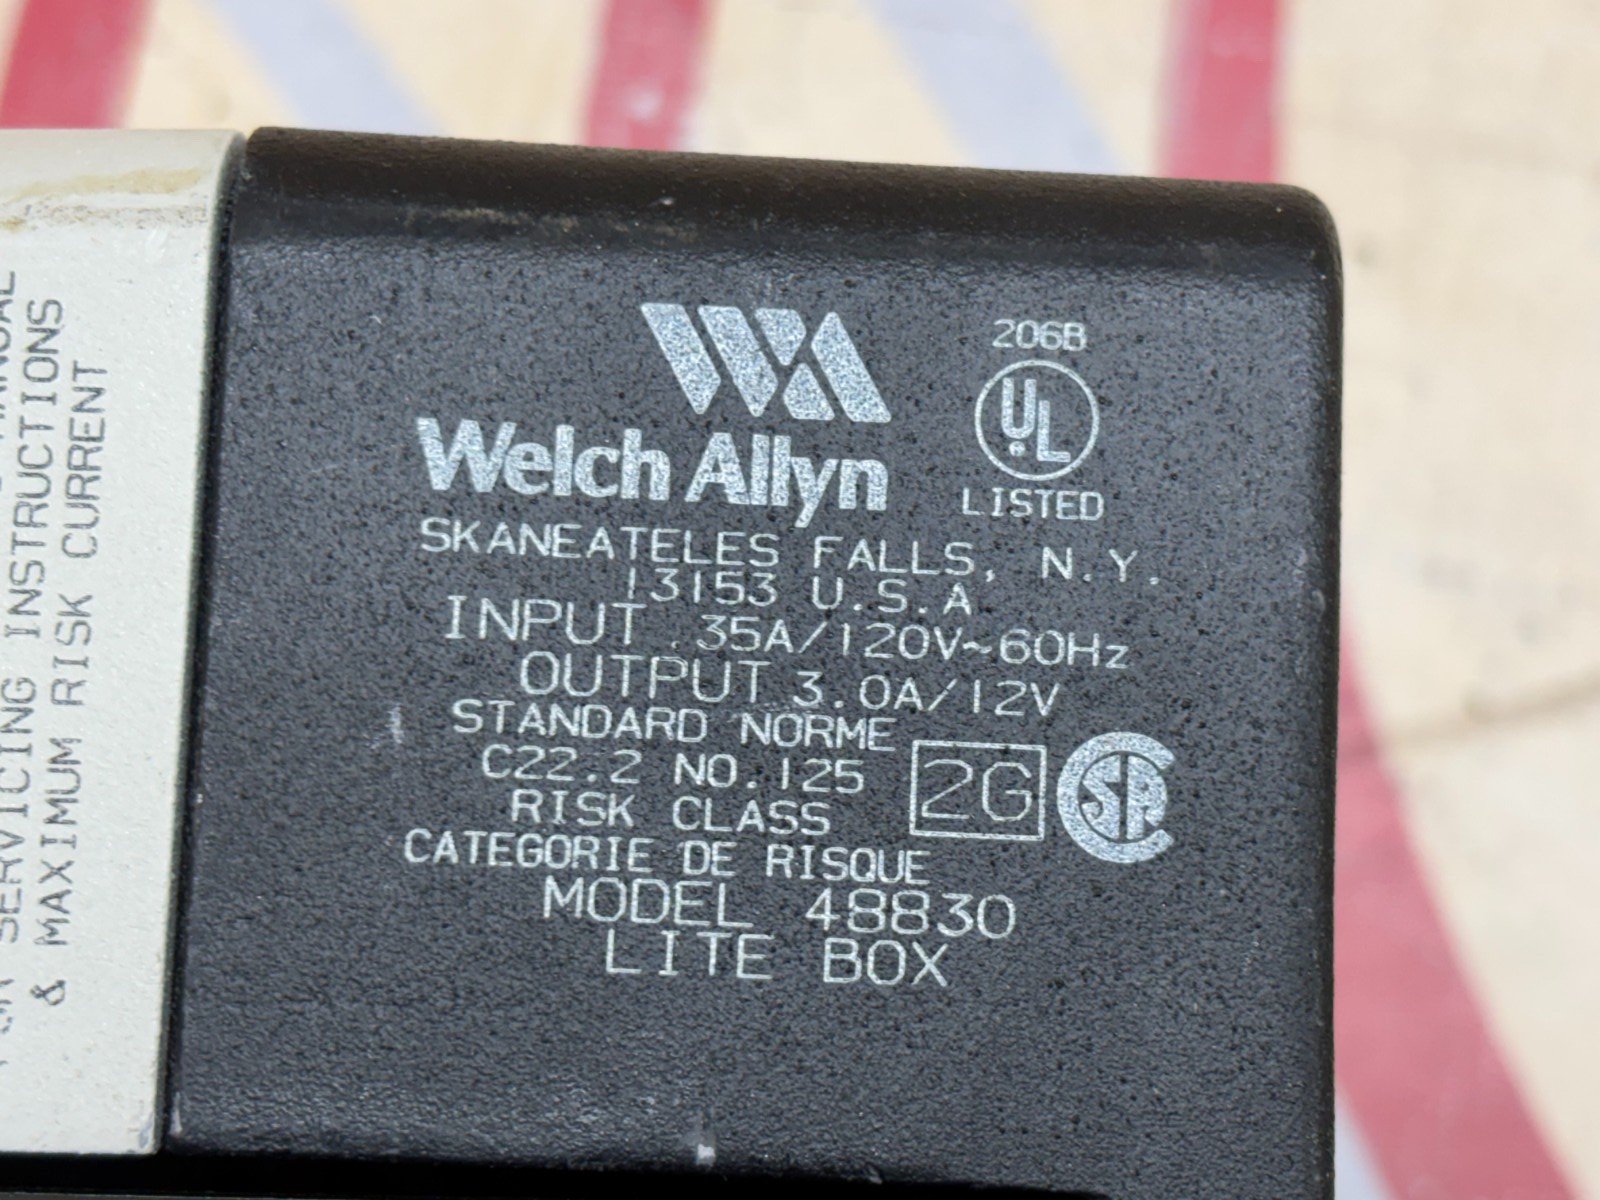 206B
UL
LISTED
Welch Allyn
SKANEATELES FALLS, N.Y.
13153 U.S.A
INPUT .35A/120V~60Hz
OUTPUT 3.0A/12V
STANDARD NORME
C22.2 NO.125
RISK CLASS
2G
CATEGORIE DE RISQUE
MODEL 48830
LITE BOX
SERVICING INSTRUCTIONS
& MAXIMUM RISK CURRENT